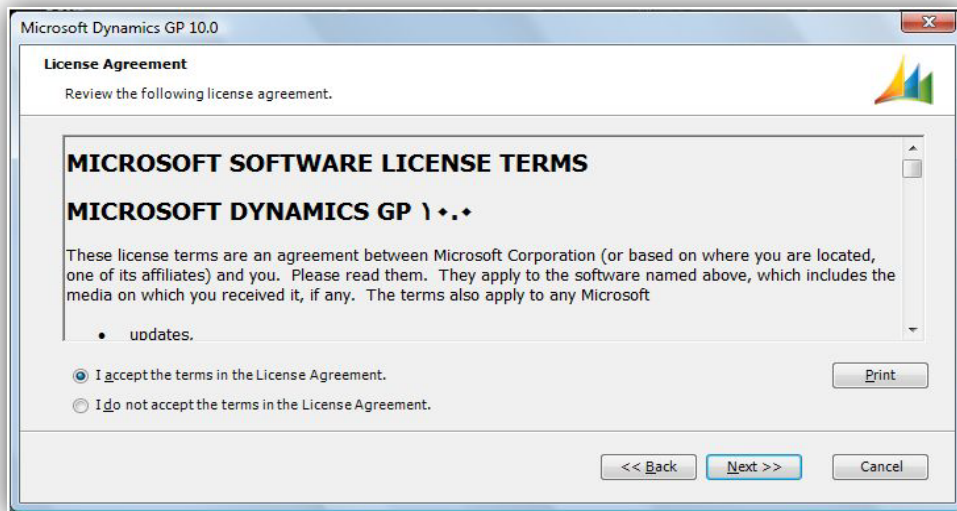 Microsoft Dynamics GP 10.0
License Agreement
Review the following license agreement.
MICROSOFT SOFTWARE LICENSE TERMS
MICROSOFT DYNAMICS GP ١٠.٠
These license terms are an agreement between Microsoft Corporation (or based on where you are located,
one of its affiliates) and you.  Please read them.  They apply to the software named above, which includes the
media on which you received it, if any.  The terms also apply to any Microsoft
• updates,
I accept the terms in the License Agreement.
Print
I do not accept the terms in the License Agreement.
<< Back
Next >>
Cancel